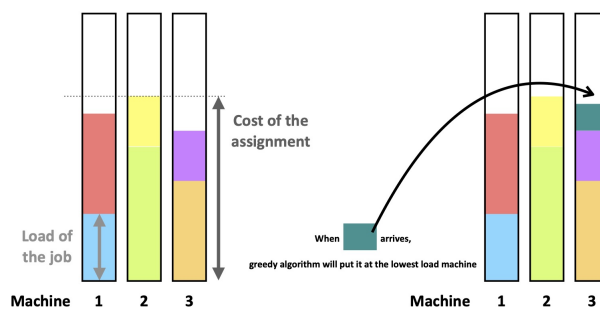 Cost of the
assignment
Load of
the job
When arrives,
greedy algorithm will put it at the lowest load machine
Machine 1 2 3
Machine 1 2 3